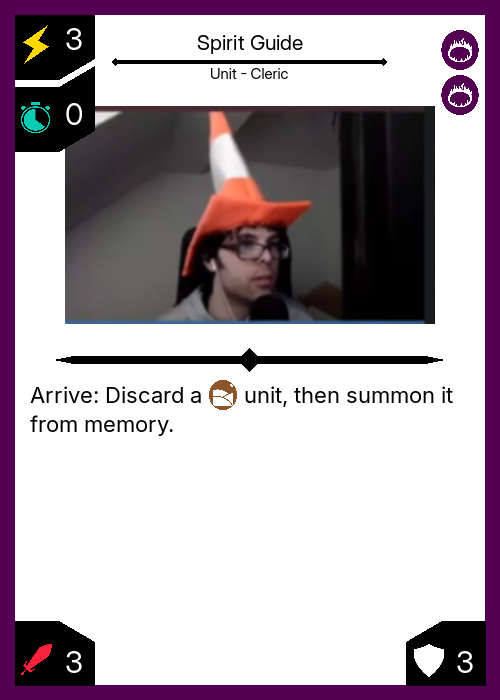 3
Spirit Guide
Unit - Cleric
0
Arrive: Discard a unit, then summon it
from memory.
3
3